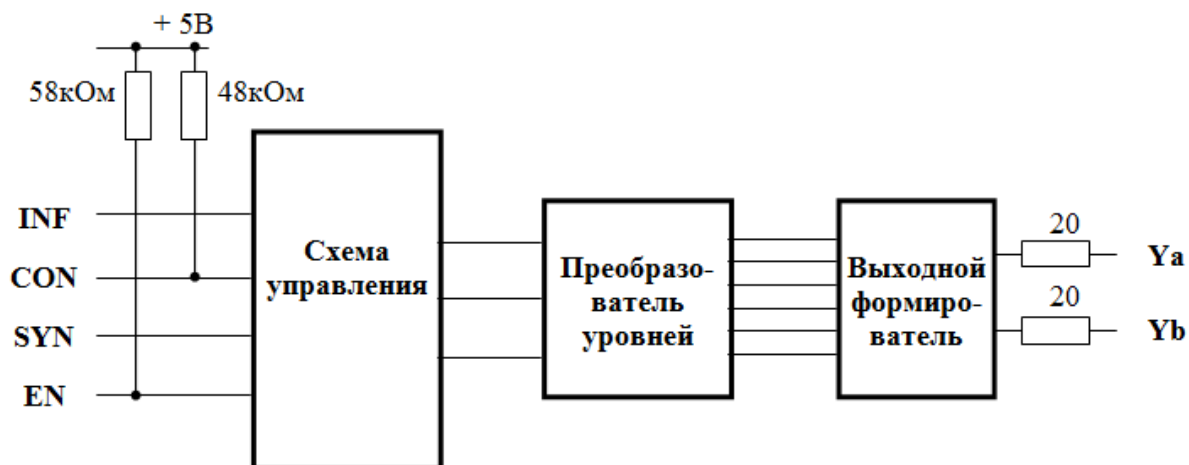 + 5В
58кОм
48кОм
INF
CON
SYN
EN
Схема
управления
Преобразо-
ватель
уровней
Выходной
формиро-
ватель
20
Ya
20
Yb